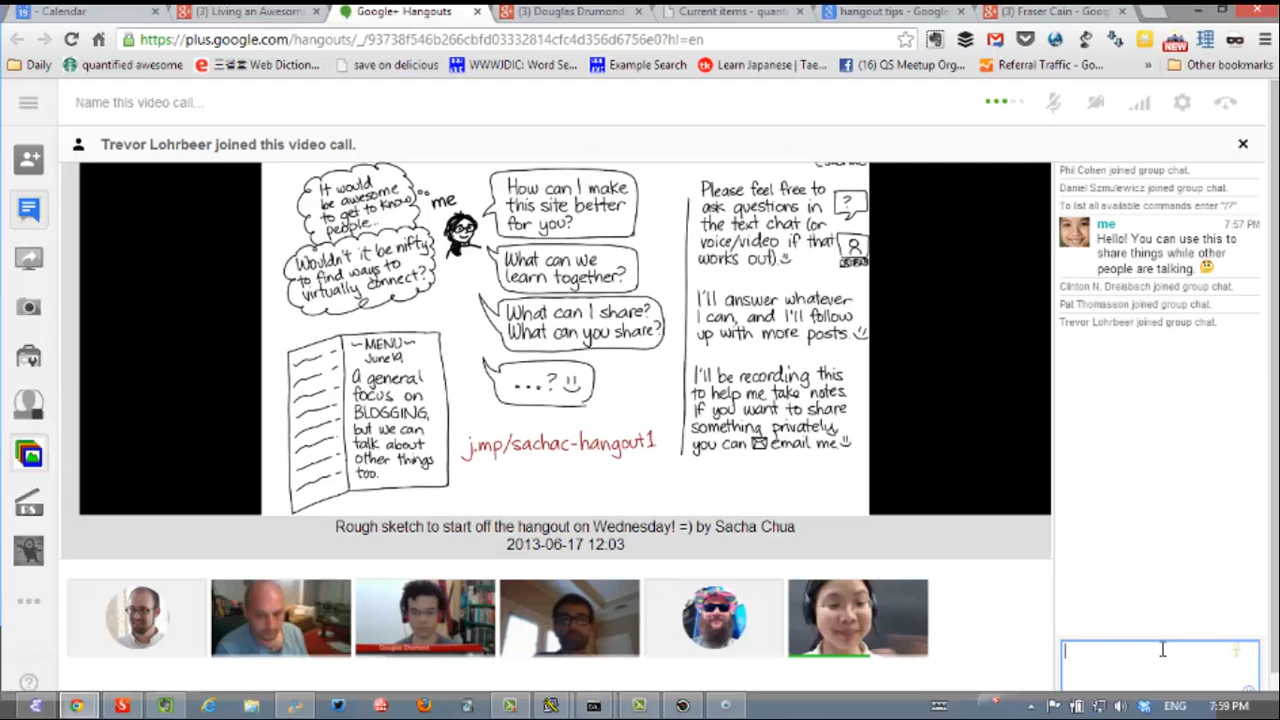 - Calendar
(3) Living an Awesome
Google+ Hangouts
(3) Douglas Drumond
Current items - quant
hangout tips - Google
(3) Fraser Cain - Goog
https://plus.google.com/hangouts/_/93738f546b266cbfd03332814cfc4d356d6756e0?hl=en
Daily
quantified awesome
三省堂 Web Diction...
save on delicious
WWWJDIC: Word Se...
Example Search
Learn Japanese | Tae...
(16) QS Meetup Org...
Referral Traffic - Go...
»
Other bookmarks
NEW
理
Name this video call...
Trevor Lohrbeer joined this video call.
It would
be awesome
to get to know
people..
Wouldn't it be nifty
to find ways to
virtually connect?
me
How can I make
this site better
for you?
What can we
learn together?
What can I share?
What can you share?
...?
~MENU~
June 19
a general
focus on
BLOGGING,
but we can
talk about
other things
too.
j.mp/sachac-hangout1
Please feel free to
ask questions in
the text chat (or
voice/video if that
works out).
?
I'll answer whatever
I can, and I'll follow
up with more posts.
I'll be recording this
to help me take notes.
If you want to share
something privately,
you can email me.
Rough sketch to start off the hangout on Wednesday! =) by Sacha Chua
2013-06-17 12:03
Phil Cohen joined group chat.
Daniel Szmulewicz joined group chat.
To list all available commands enter "/?"
me
7:57 PM
Hello! You can use this to
share things while other
people are talking.
Clinton N. Dreisbach joined group chat.
Pat Thomasson joined group chat.
Trevor Lohrbeer joined group chat.
Douglas Drumond
ENG
7:59 PM